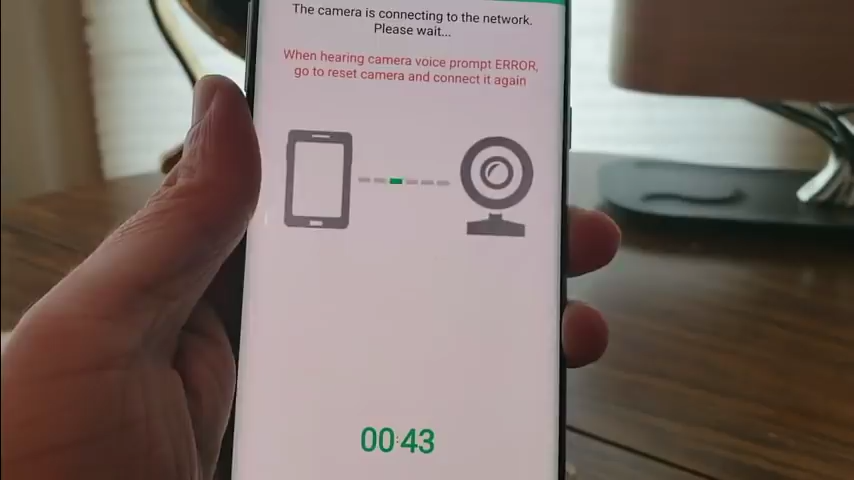 The camera is connecting to the network.
Please wait...
When hearing camera voice prompt ERROR,
go to reset camera and connect it again
00:43